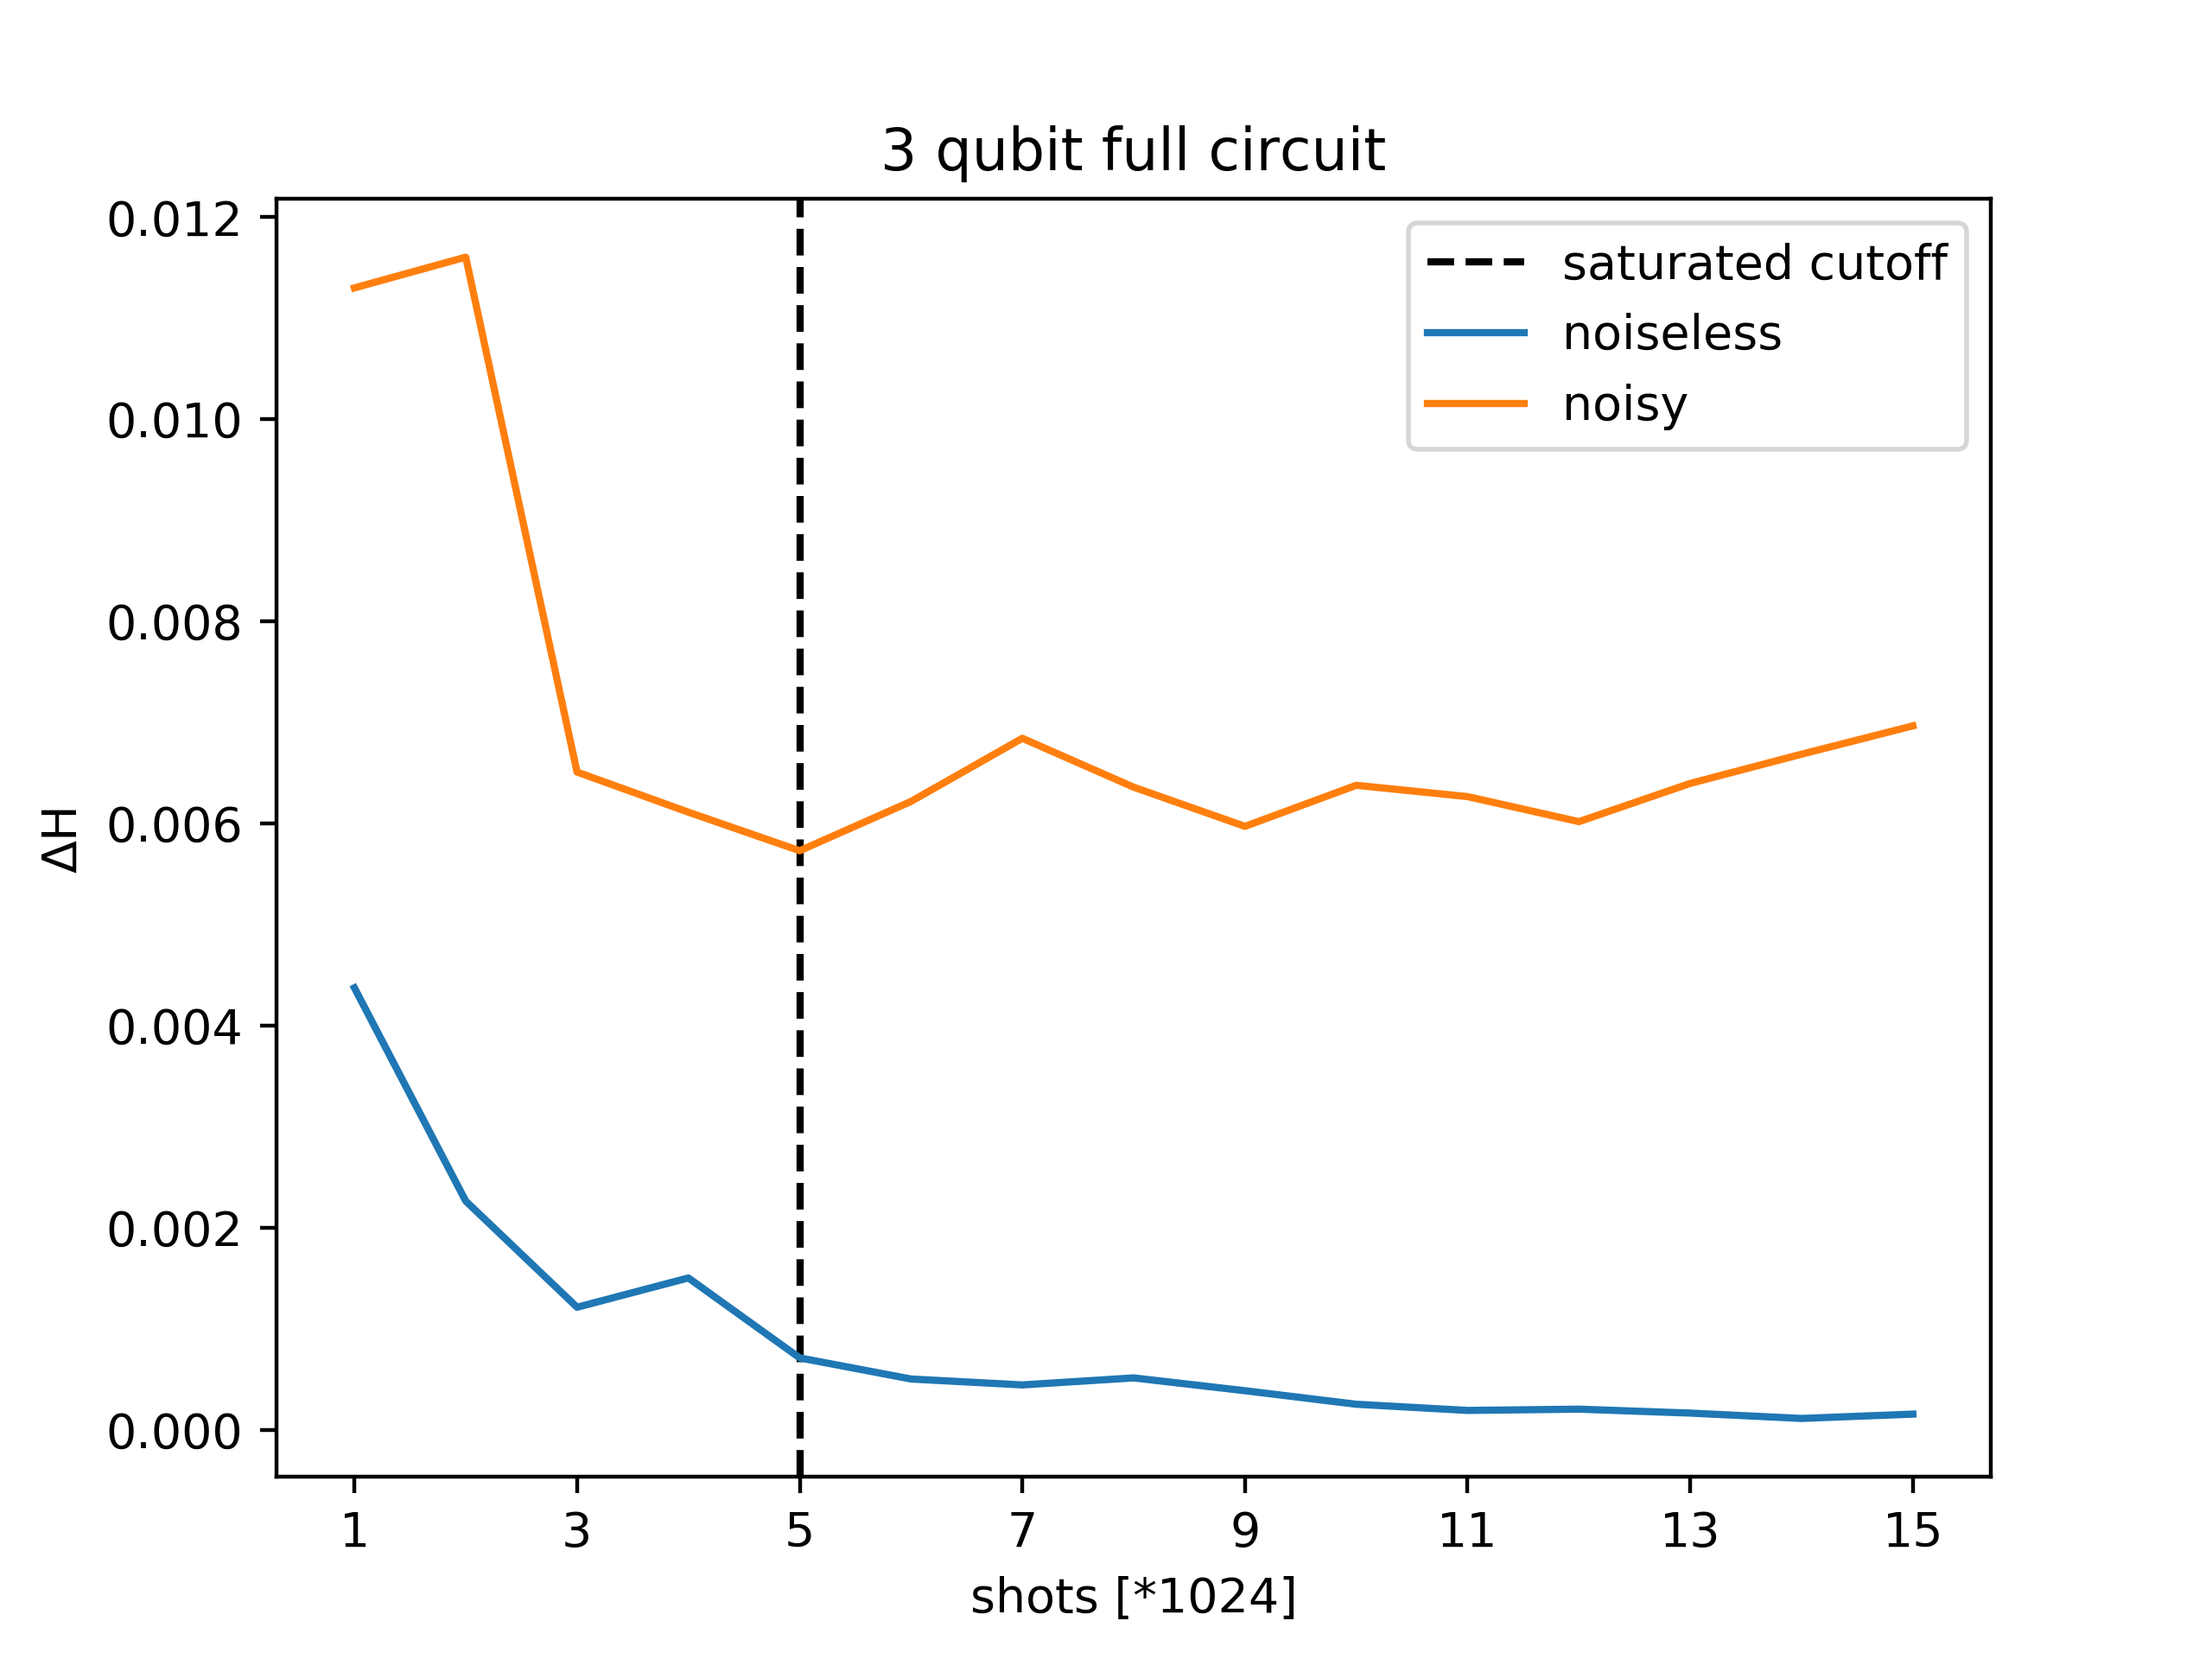 3 qubit full circuit
saturated cutoff
noiseless
noisy
0.012
0.010
0.008
0.006
0.004
0.002
0.000
ΔH
1 3 5 7 9 11 13 15
shots [*1024]